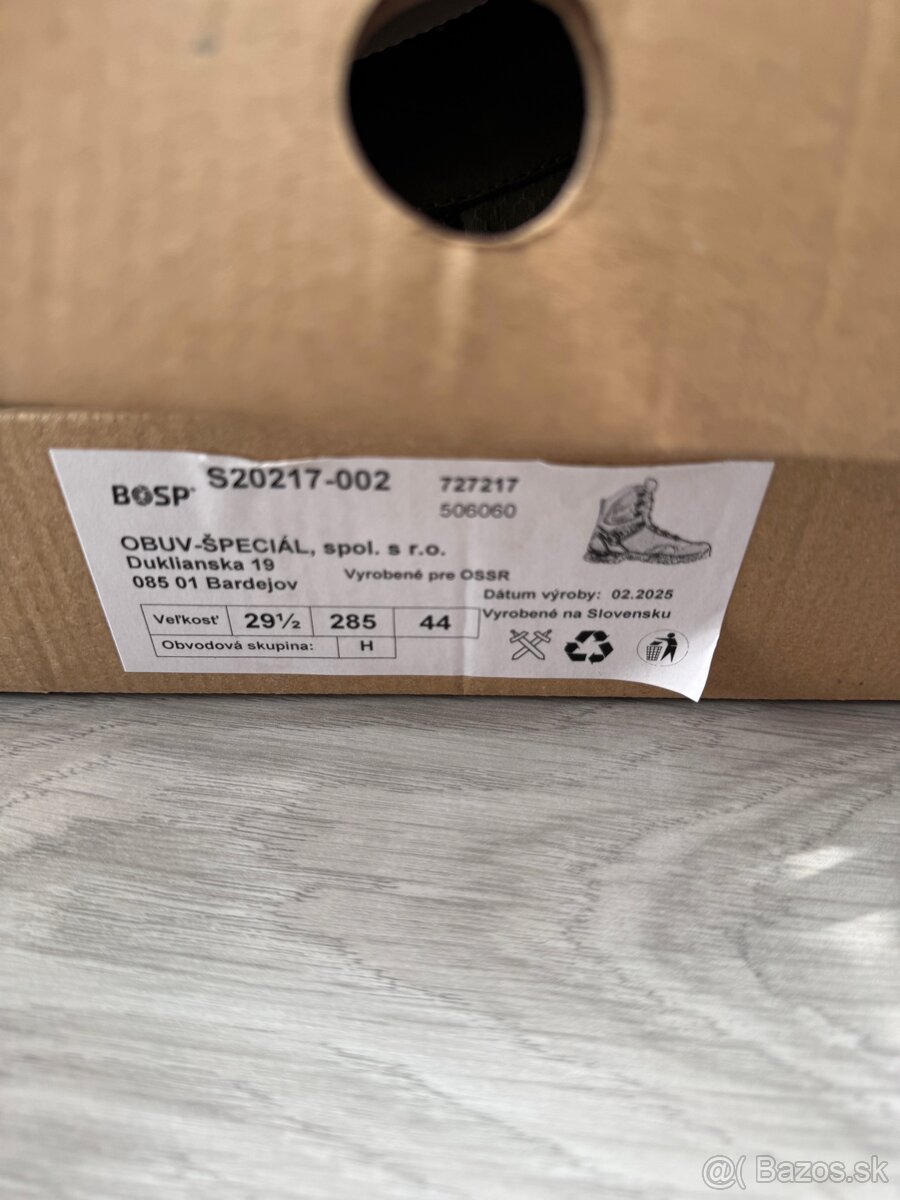 BOSP® S20217-002 727217
506060
OBUV-ŠPECIÁL, spol. s r.o.
Duklianska 19
085 01 Bardejov
Vyrobené pre OSSR
Dátum výroby: 02.2025
Vyrobené na Slovensku
Veľkosť 29½ 285 44
Obvodová skupina: H
@( Bazos.sk